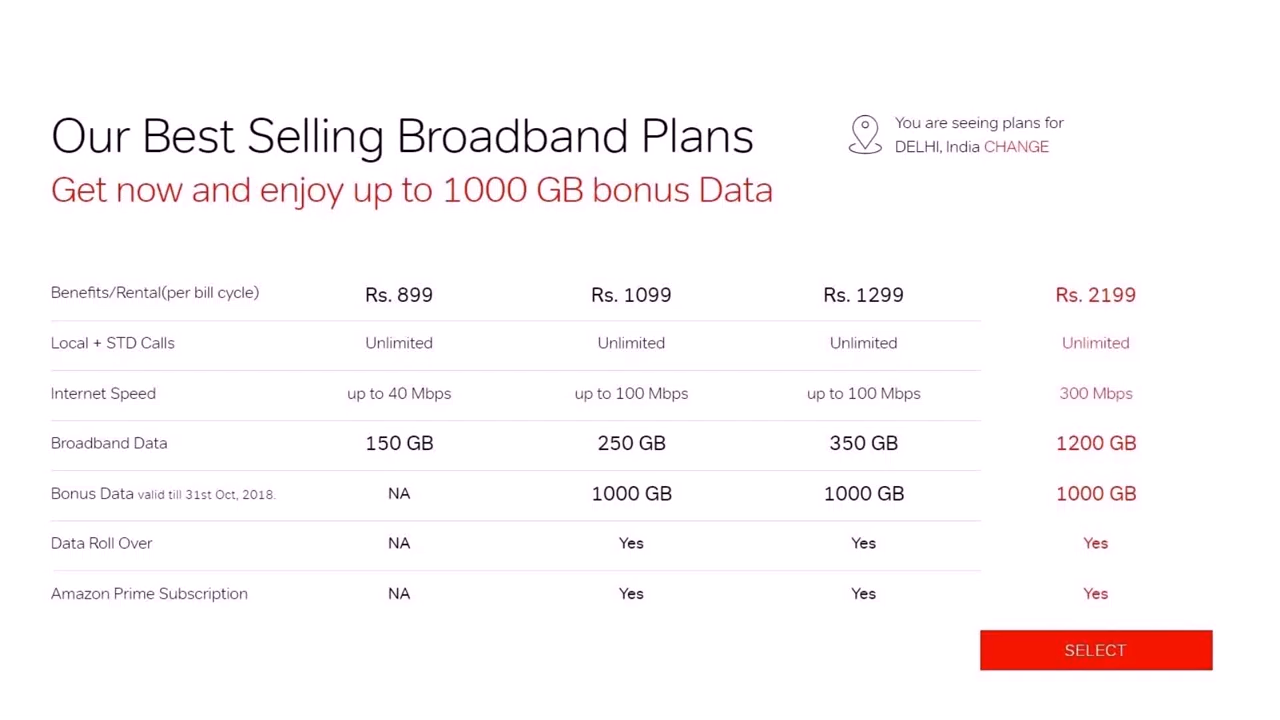 Our Best Selling Broadband Plans
Get now and enjoy up to 1000 GB bonus Data
You are seeing plans for
DELHI, India CHANGE
Benefits/Rental(per bill cycle) Rs. 899 Rs. 1099 Rs. 1299 Rs. 2199
Local + STD Calls Unlimited Unlimited Unlimited Unlimited
Internet Speed up to 40 Mbps up to 100 Mbps up to 100 Mbps 300 Mbps
Broadband Data 150 GB 250 GB 350 GB 1200 GB
Bonus Data valid till 31st Oct, 2018. NA 1000 GB 1000 GB 1000 GB
Data Roll Over NA Yes Yes Yes
Amazon Prime Subscription NA Yes Yes Yes
SELECT